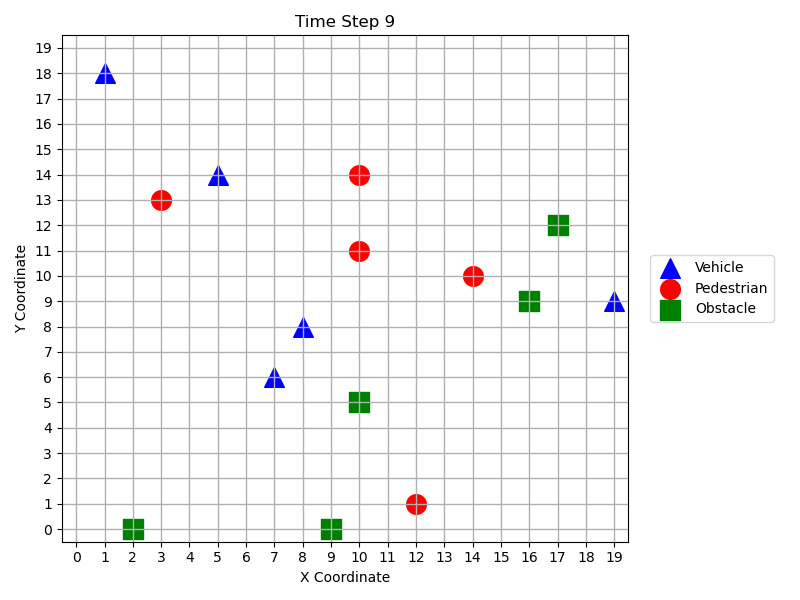 Time Step 9
19
18
17
16
15
14
13
12
11
10
9
8
7
6
5
4
3
2
1
0
Y Coordinate
0 1 2 3 4 5 6 7 8 9 10 11 12 13 14 15 16 17 18 19
X Coordinate
Vehicle
Pedestrian
Obstacle